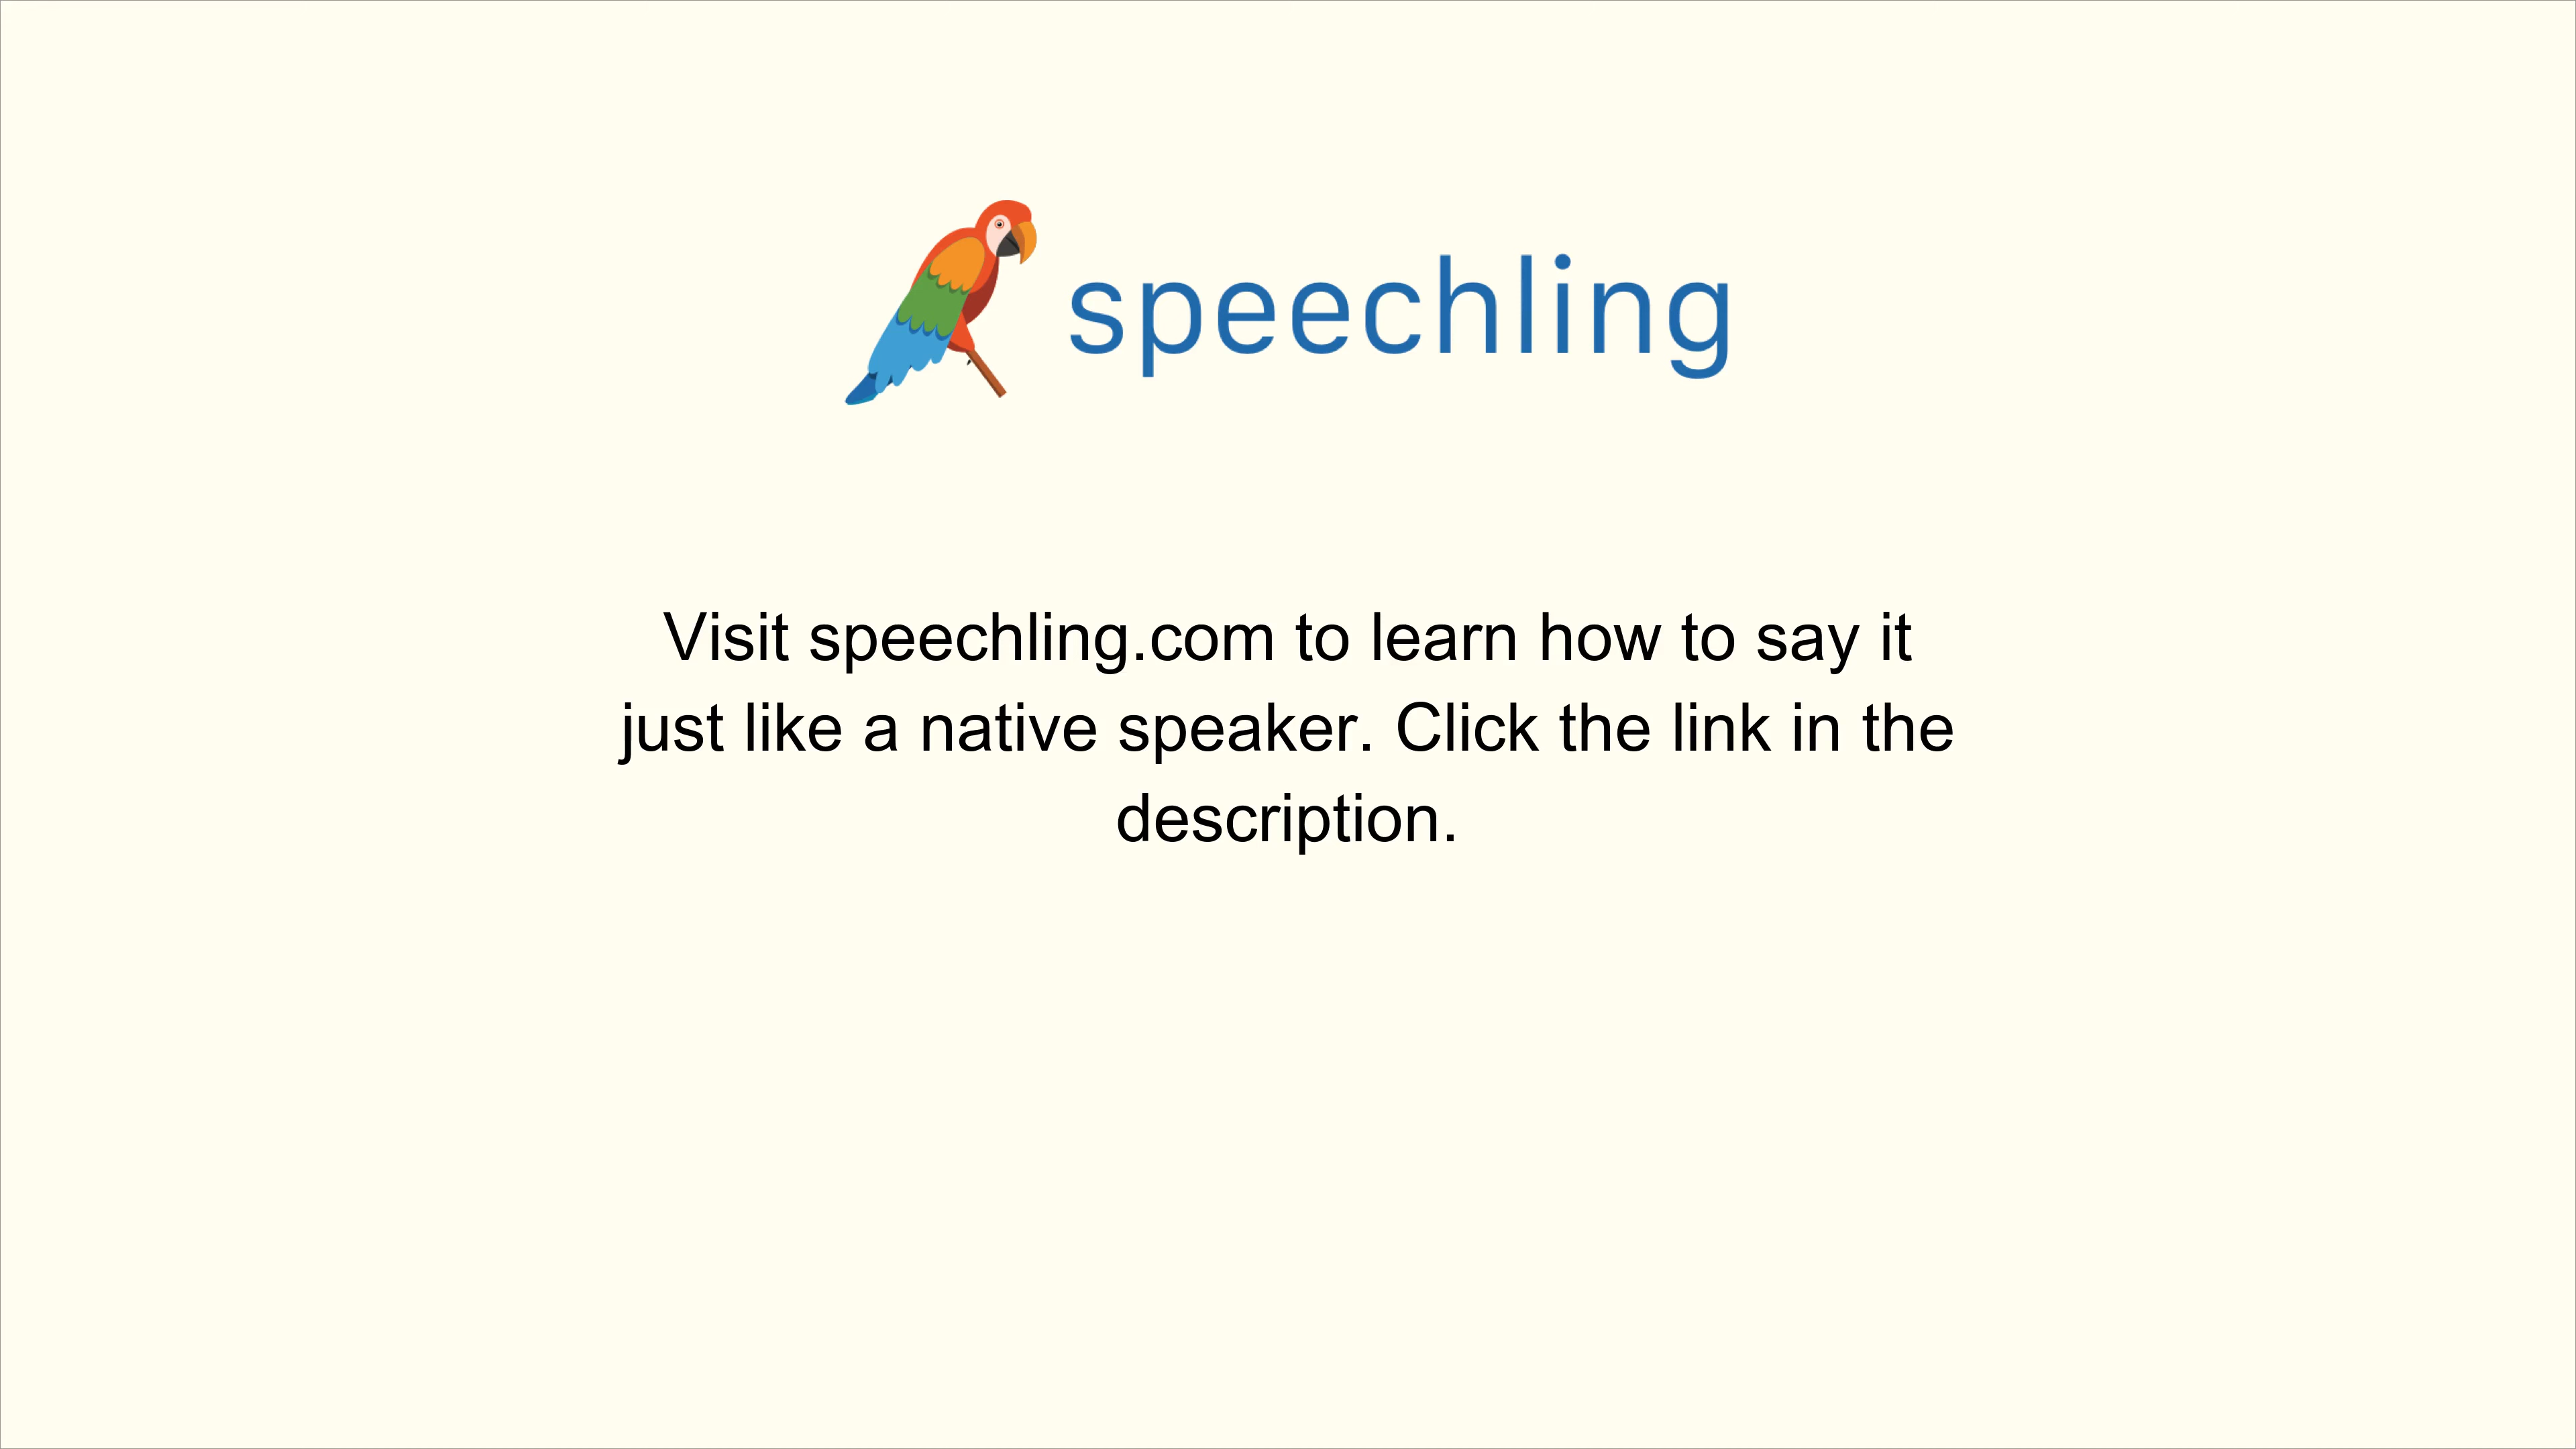 speechling
Visit speechling.com to learn how to say it
just like a native speaker. Click the link in the
description.